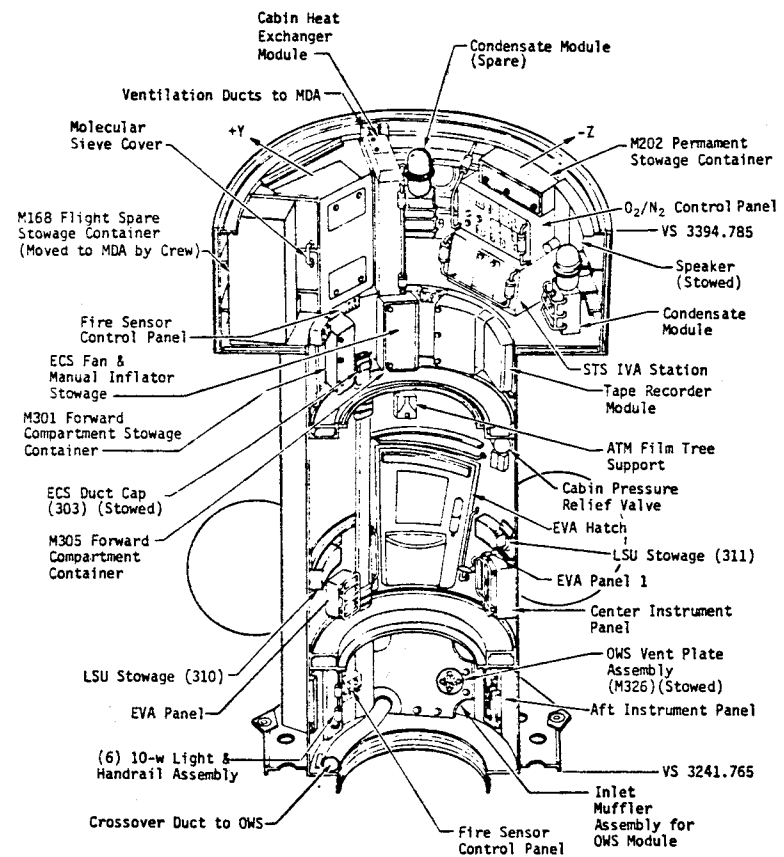 Cabin Heat
Exchanger
Module
Condensate Module
(Spare)
Ventilation Ducts to MDA
Molecular
Sieve Cover
+Y
-Z
M202 Permament
Stowage Container
M168 Flight Spare
Stowage Container
(Moved to MDA by Crew)
O₂/N₂ Control Panel
VS 3394.785
Speaker
(Stowed)
Condensate
Module
Fire Sensor
Control Panel
ECS Fan &
Manual Inflator
Stowage
STS IVA Station
Tape Recorder
Module
M301 Forward
Compartment Stowage
Container
ATM Film Tree
Support
ECS Duct Cap
(303) (Stowed)
Cabin Pressure
Relief Valve
EVA Hatch
M305 Forward
Compartment
Container
LSU Stowage (311)
EVA Panel 1
Center Instrument
Panel
LSU Stowage (310)
OWS Vent Plate
Assembly
(M326)(Stowed)
EVA Panel
Aft Instrument Panel
(6) 10-w Light &
Handrail Assembly
VS 3241.765
Crossover Duct to OWS
Fire Sensor
Control Panel
Inlet
Muffler
Assembly for
OWS Module